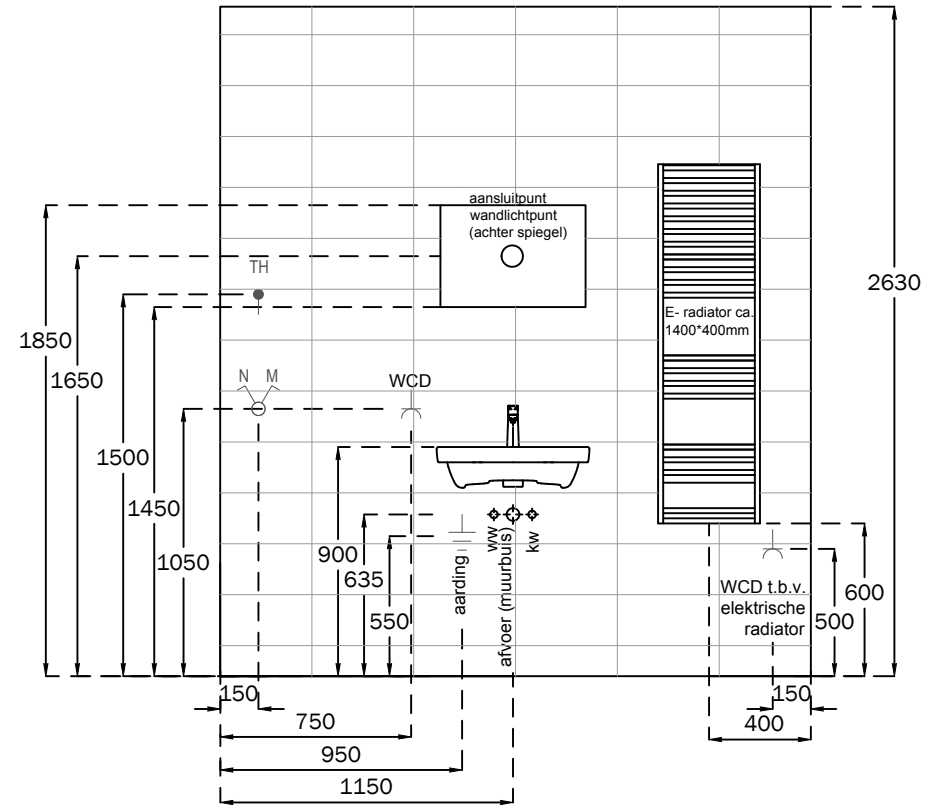 aansluitpunt
wandlichtpunt
(achter spiegel)
TH
2630
E- radiator ca.
1400*400mm
1850
1650
N M
WCD
1500
1450
1050
900
635
550
aarding
ww
afvoer (muurbuis)
kw
WCD t.b.v.
elektrische
radiator
500
600
150
750
950
1150
150
400